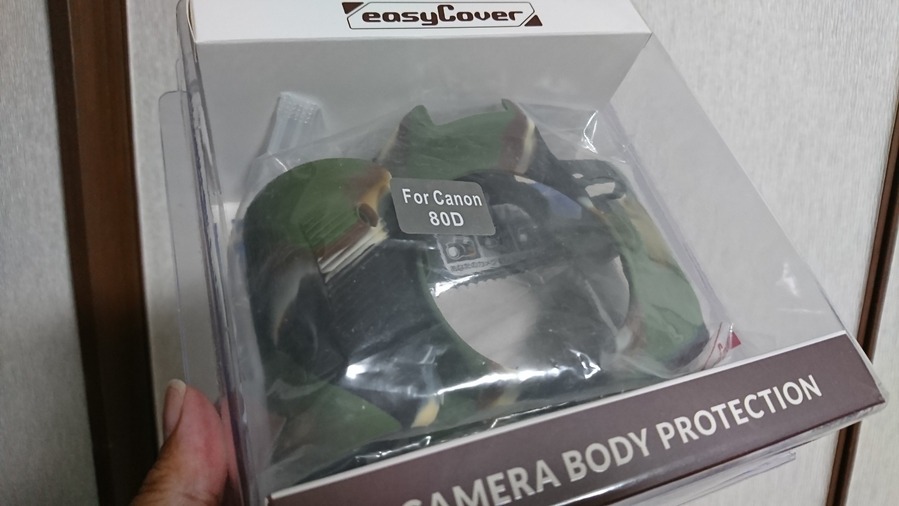 easyCover
For Canon
80D
CAMERA BODY PROTECTION